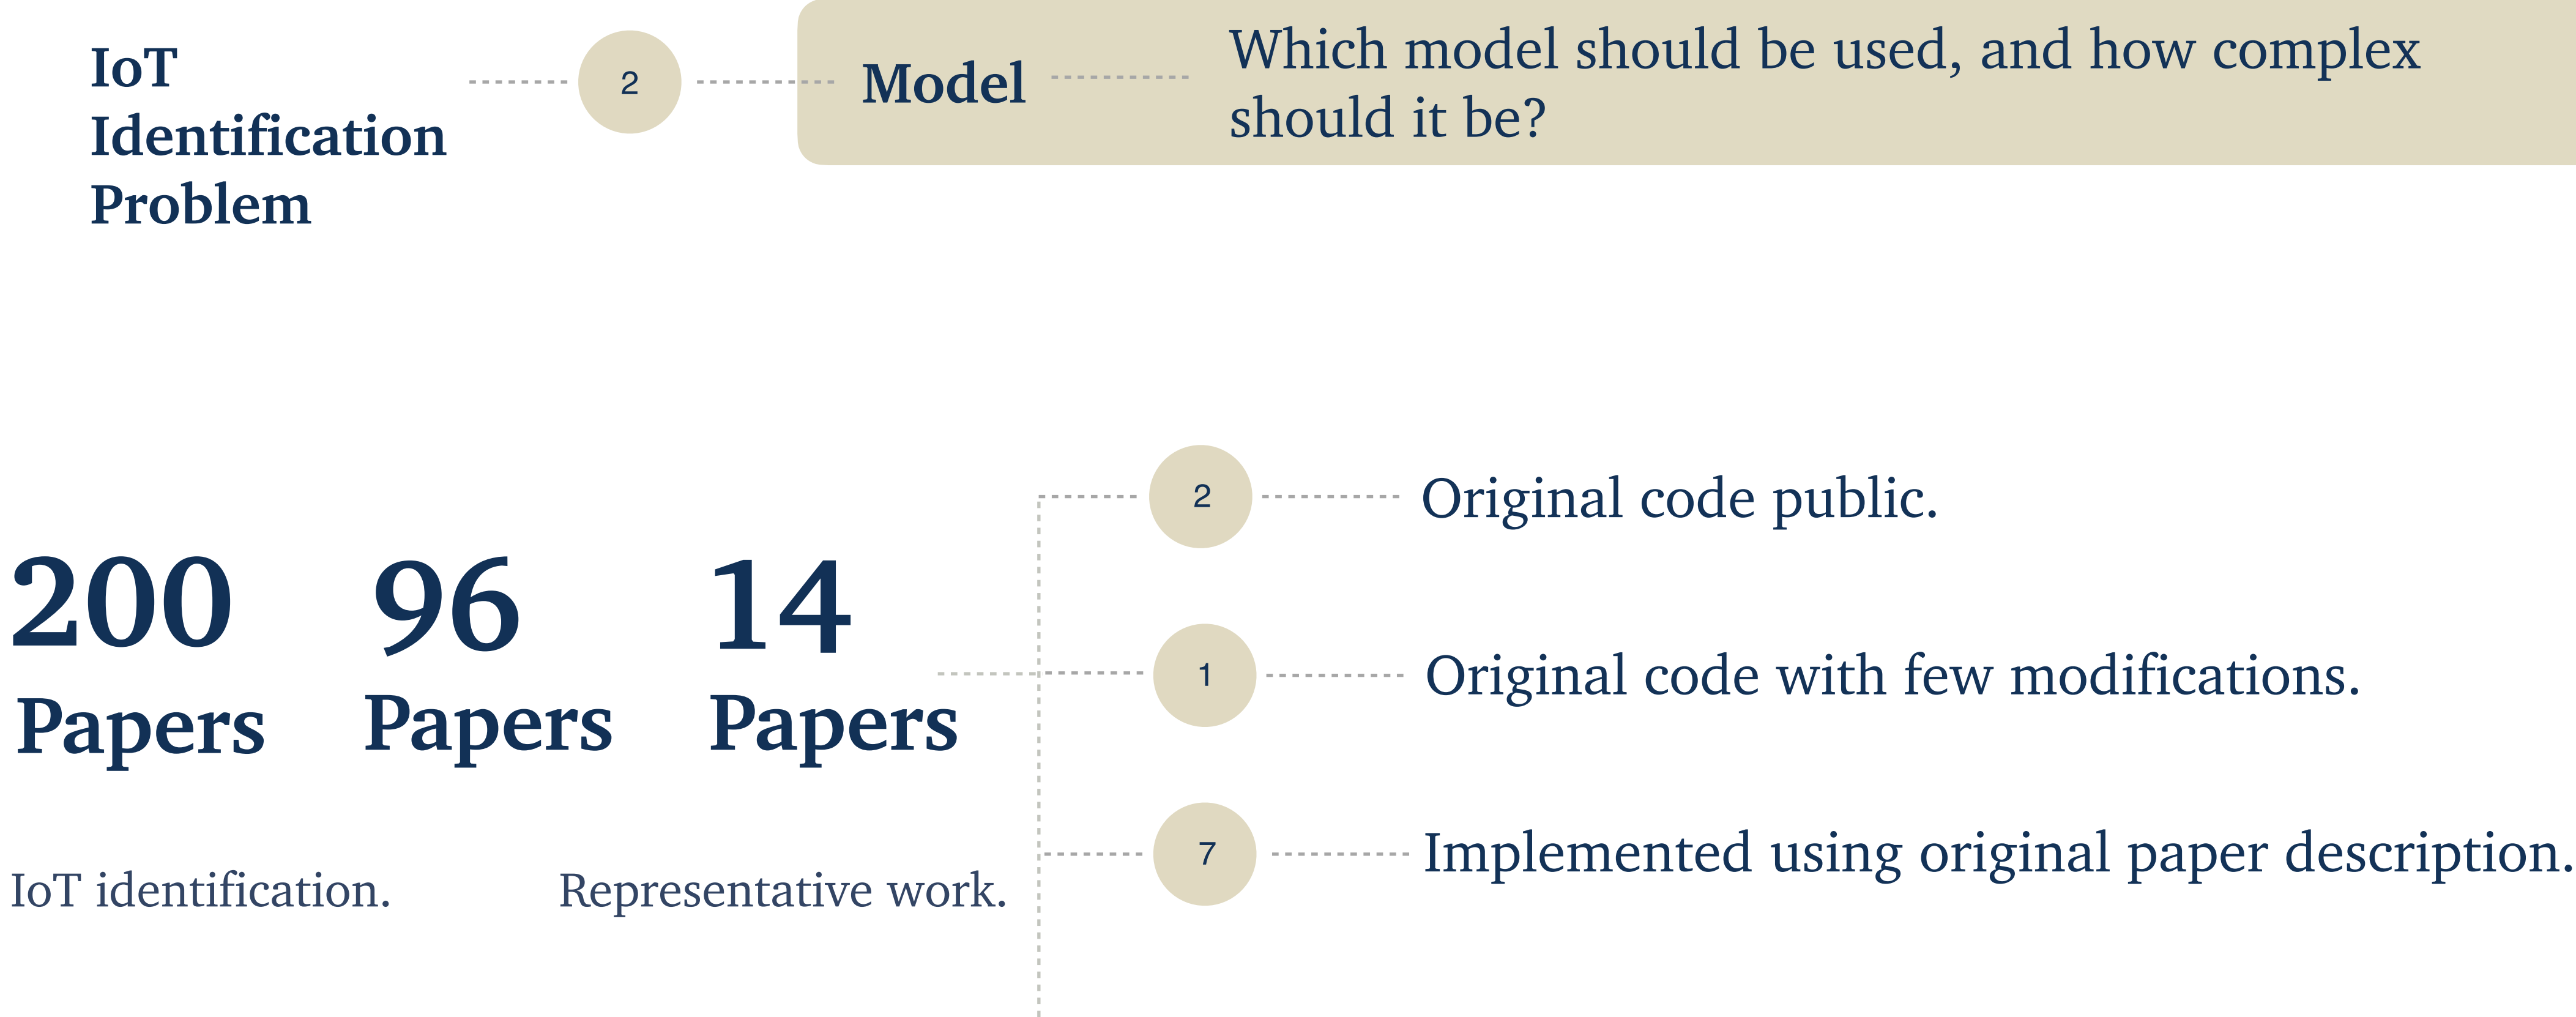 IoT
Identification
Problem
2
Model
Which model should be used, and how complex
should it be?
200
Papers
96
Papers
14
Papers
IoT identification.
Representative work.
2
Original code public.
1
Original code with few modifications.
7
Implemented using original paper description.